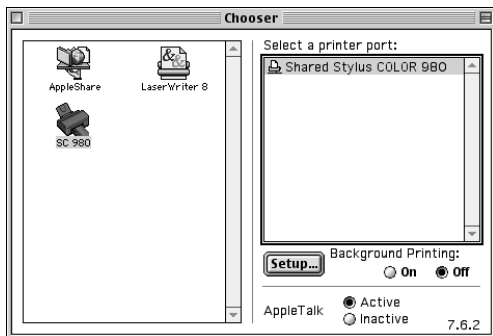 Chooser
AppleShare
LaserWriter 8
SC 980
Select a printer port:
Shared Stylus COLOR 980
Setup...
Background Printing:
On Off
AppleTalk
Active
Inactive
7.6.2